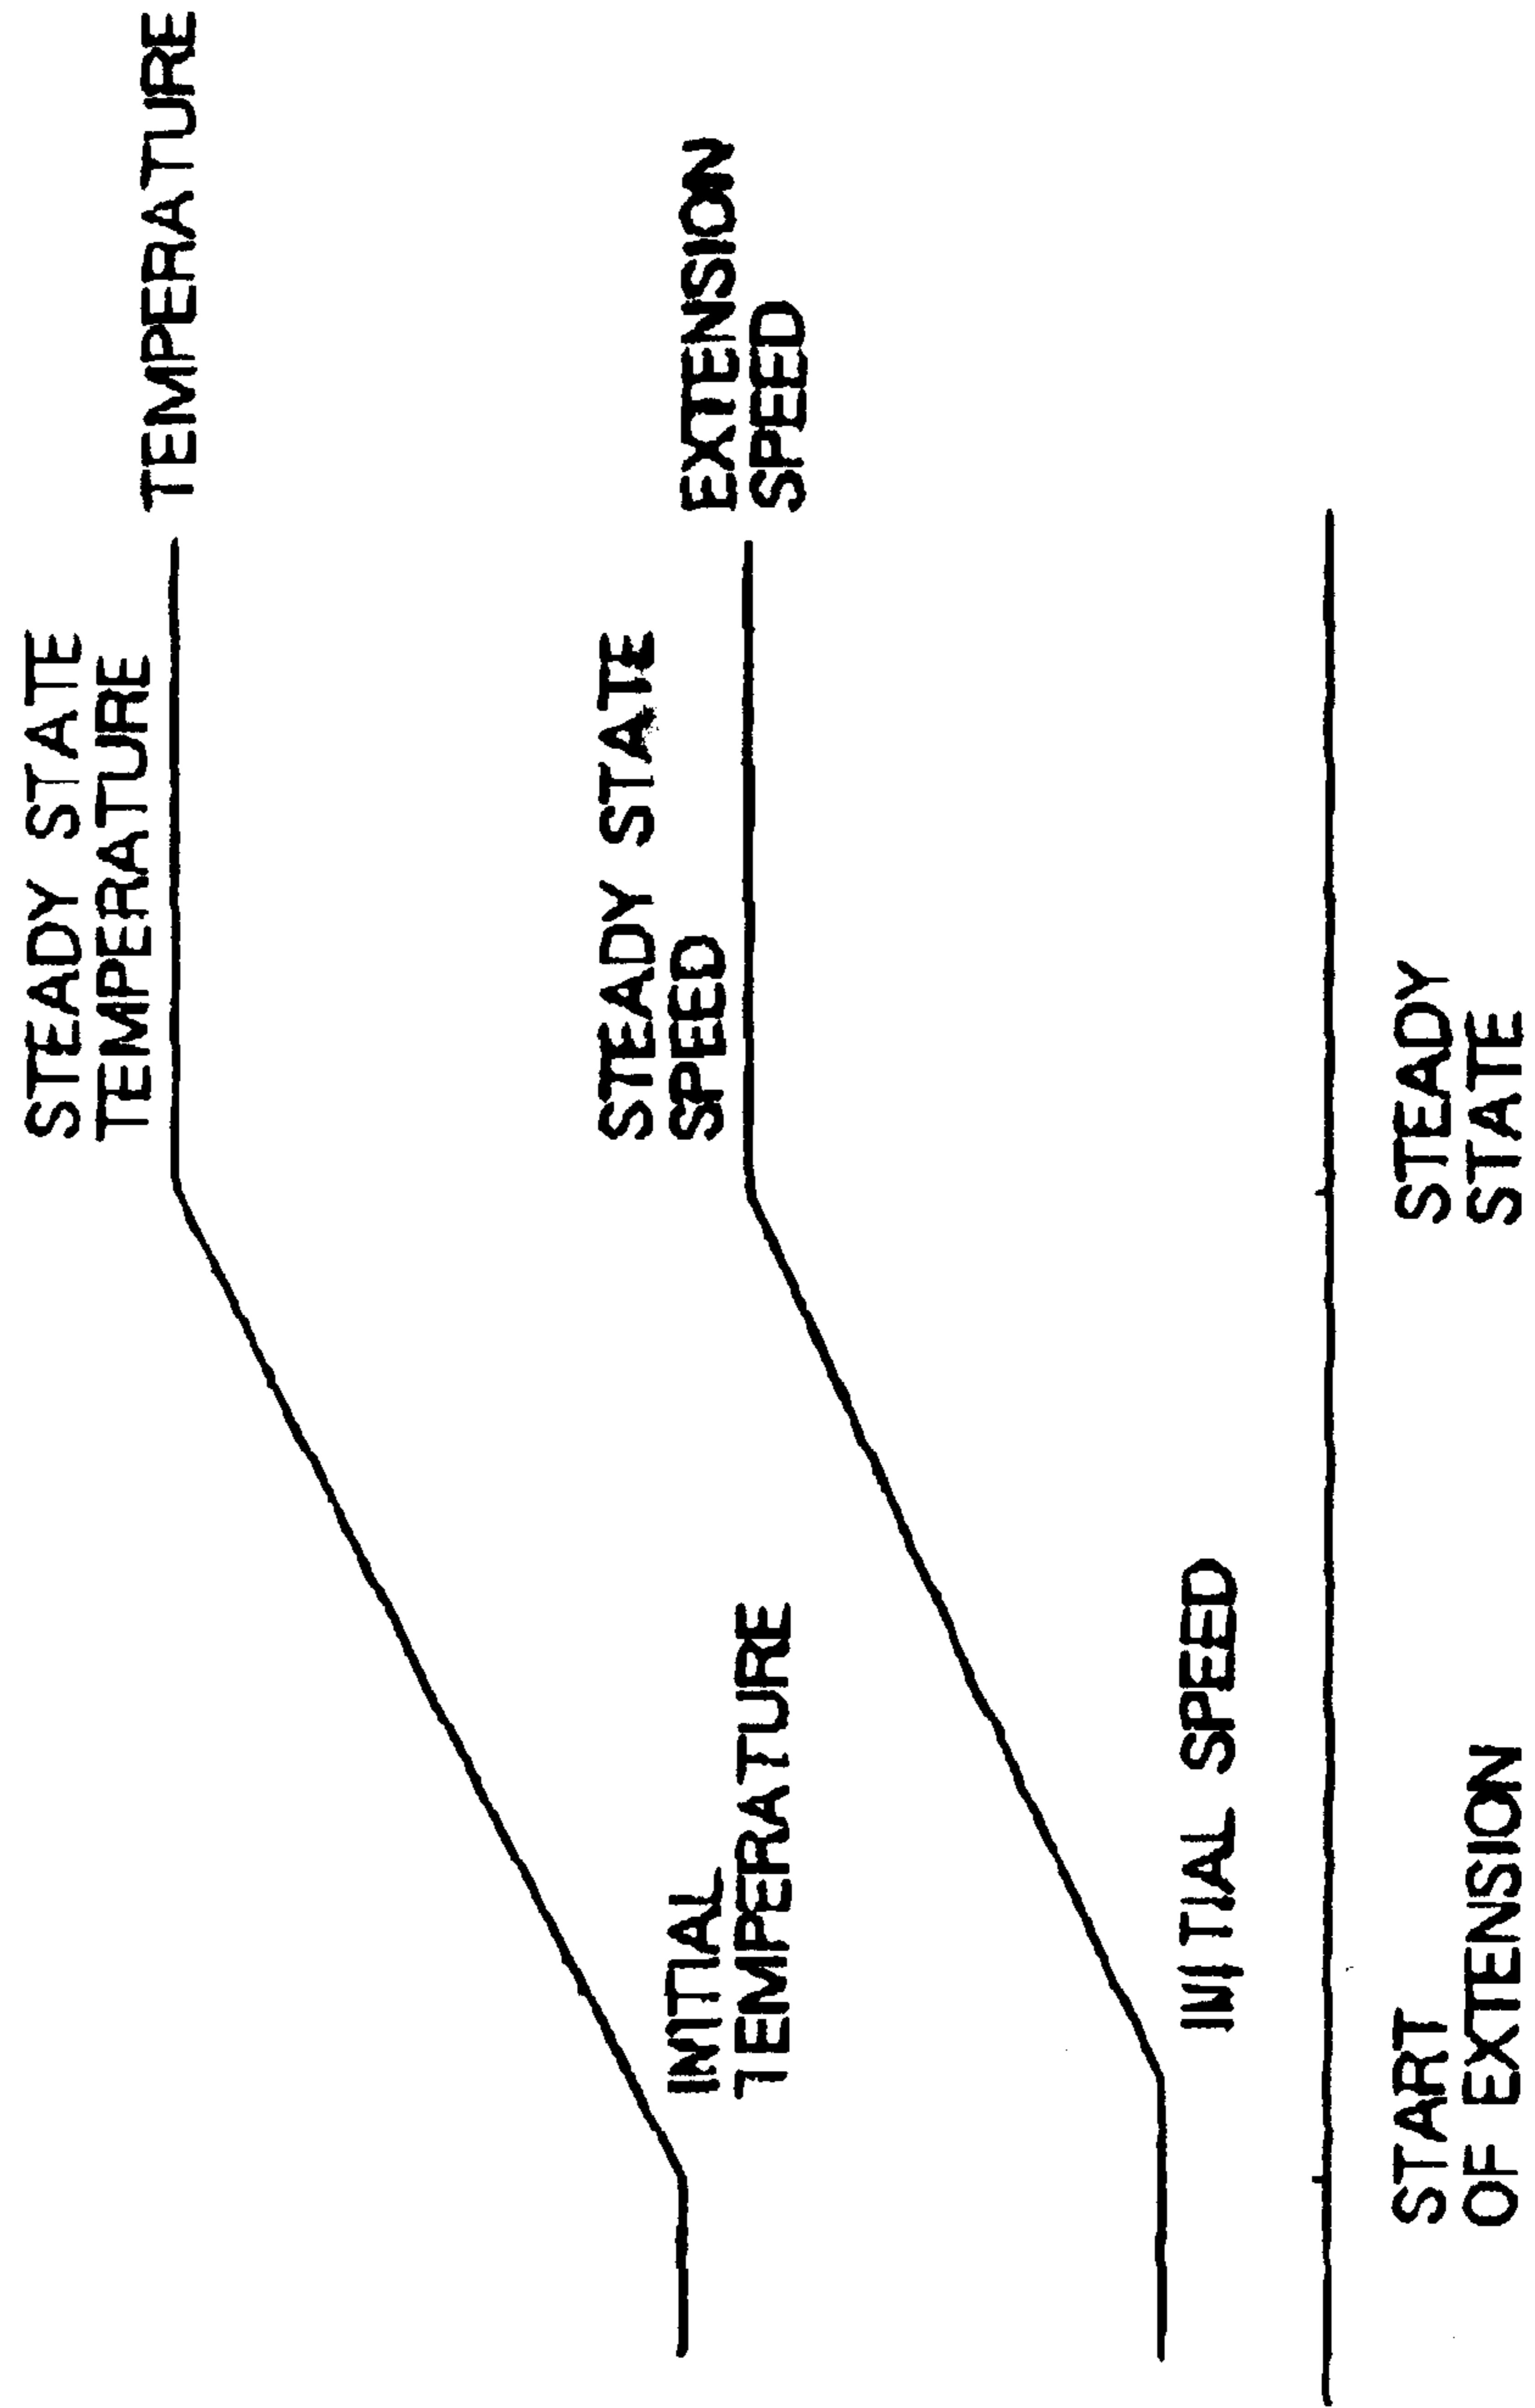 STEADY STATE
TEMPERATURE
TEMPERATURE
INITIAL
TEMPERATURE
STEADY STATE
SPEED
EXTENSION
SPEED
INITIAL SPEED
START
OF EXTENSION
STEADY
STATE